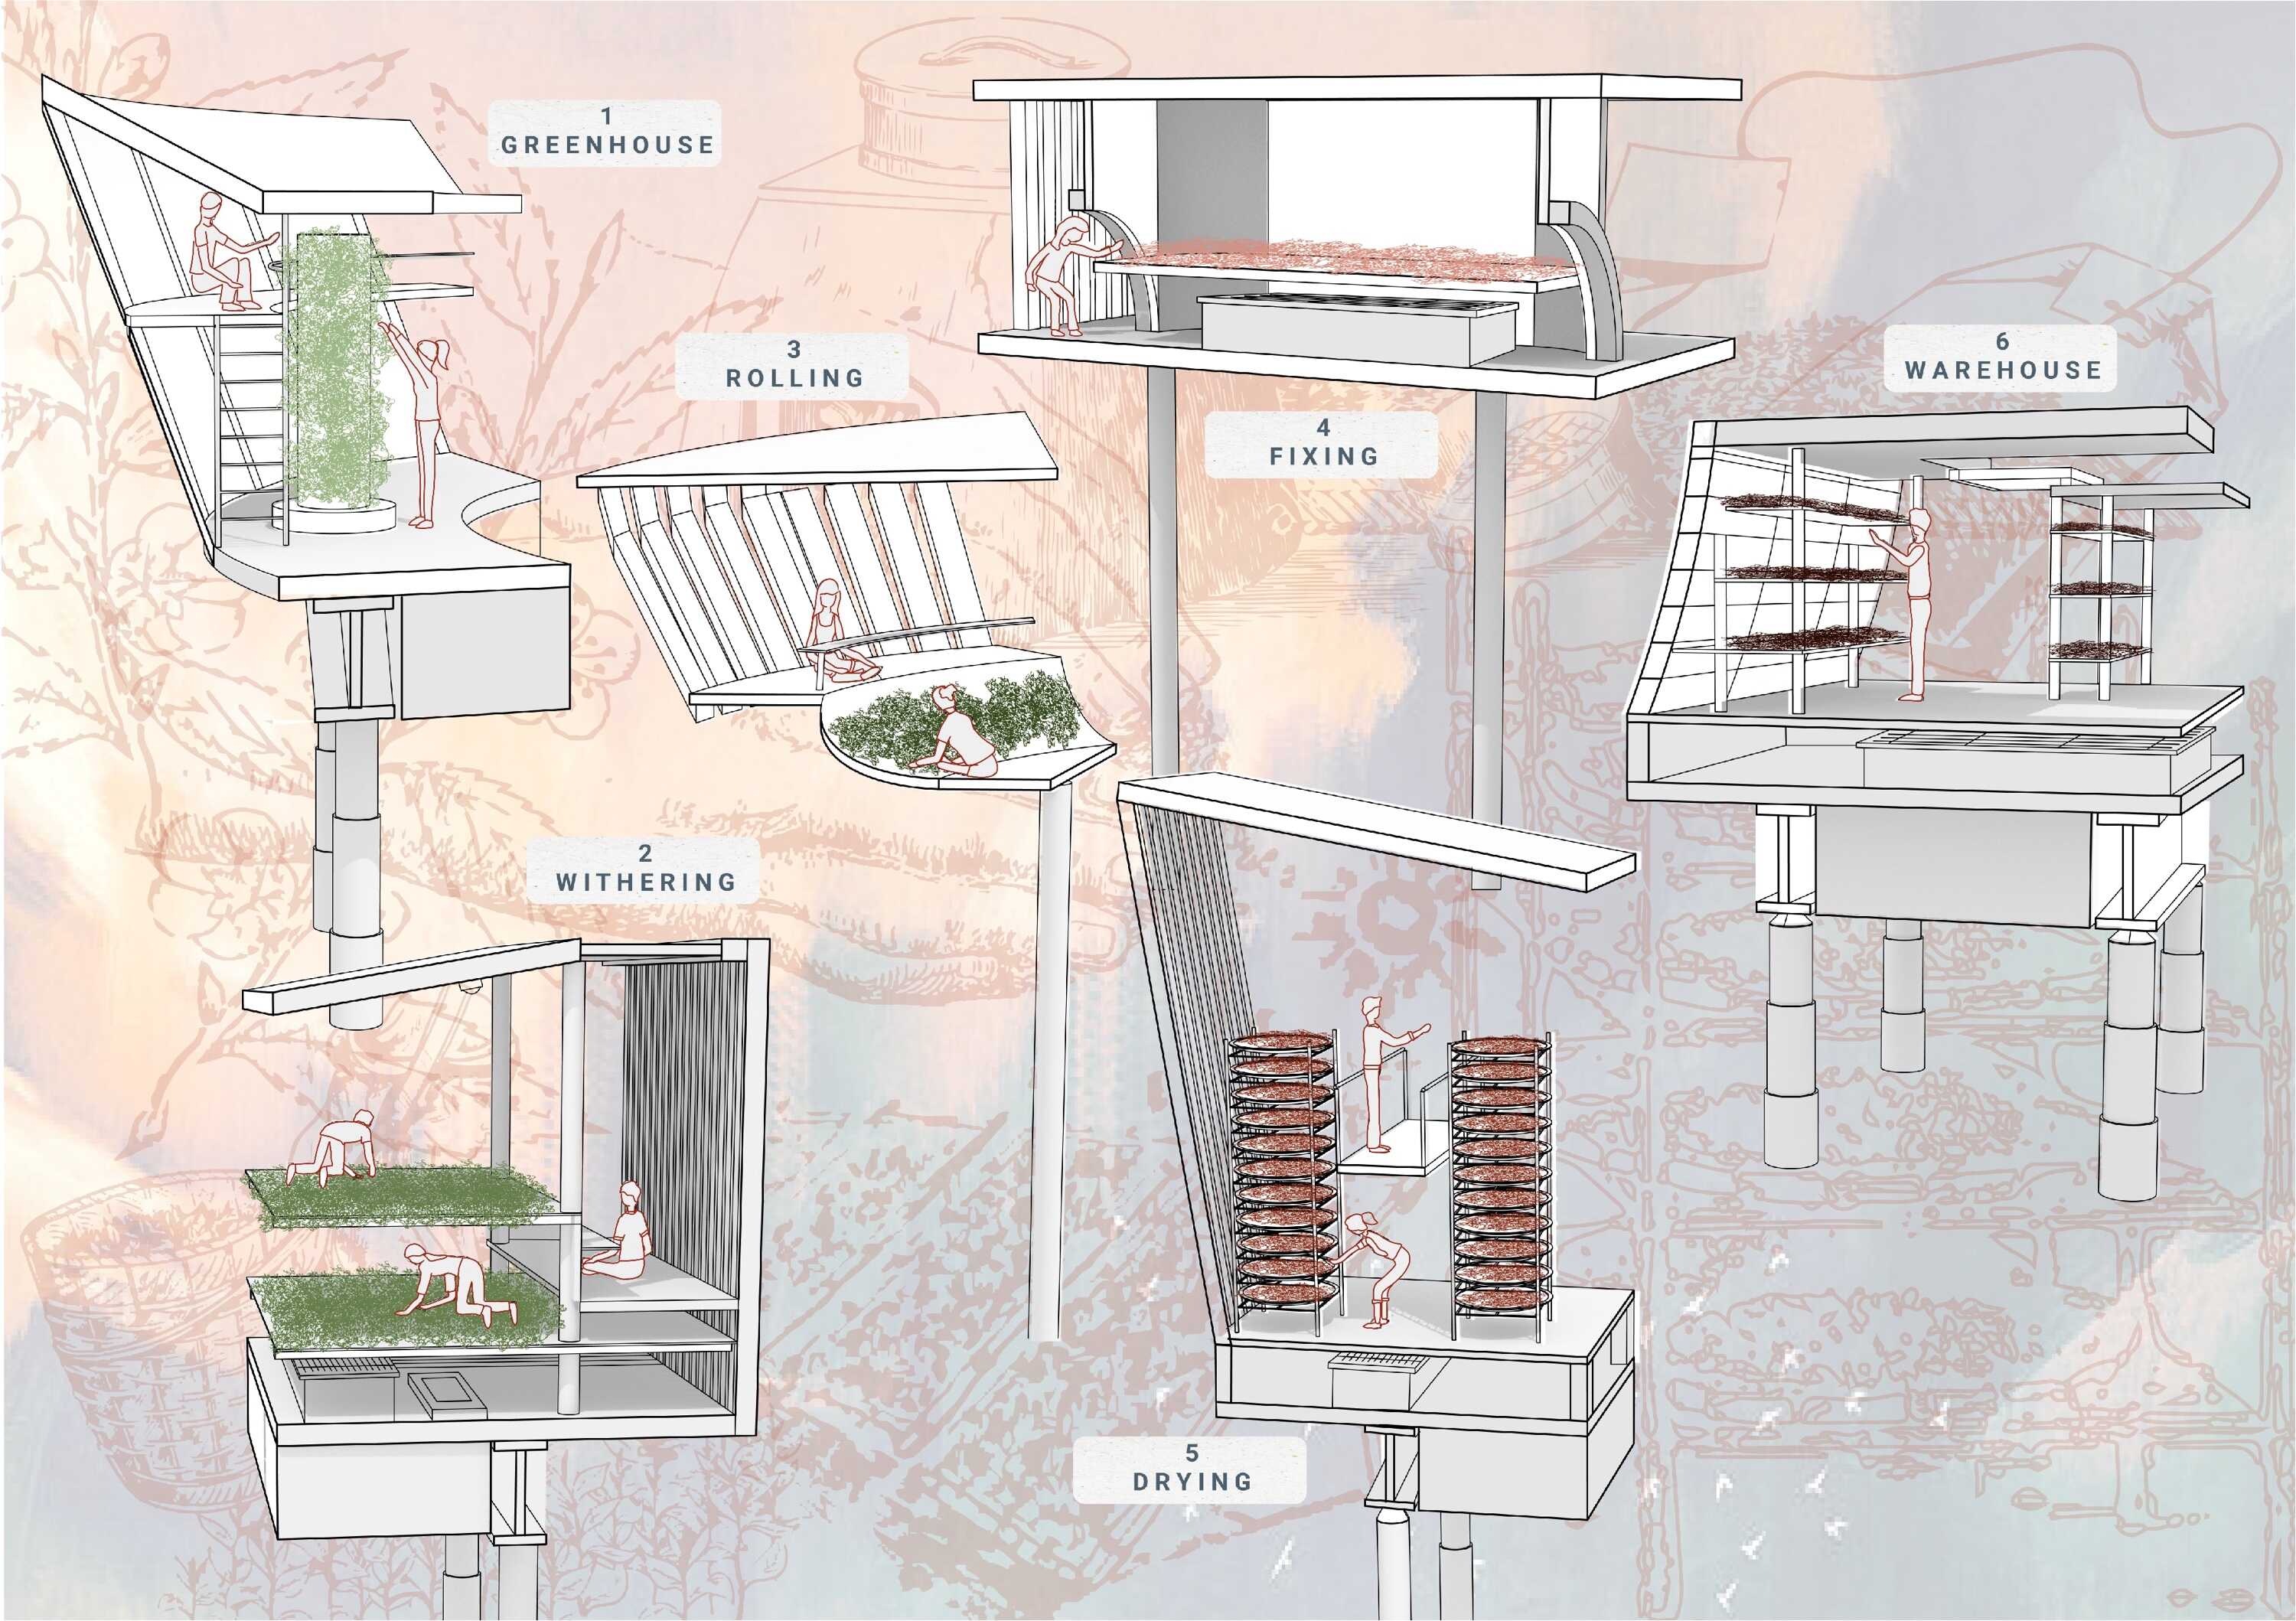 1
GREENHOUSE
3
ROLLING
4
FIXING
6
WAREHOUSE
2
WITHERING
5
DRYING